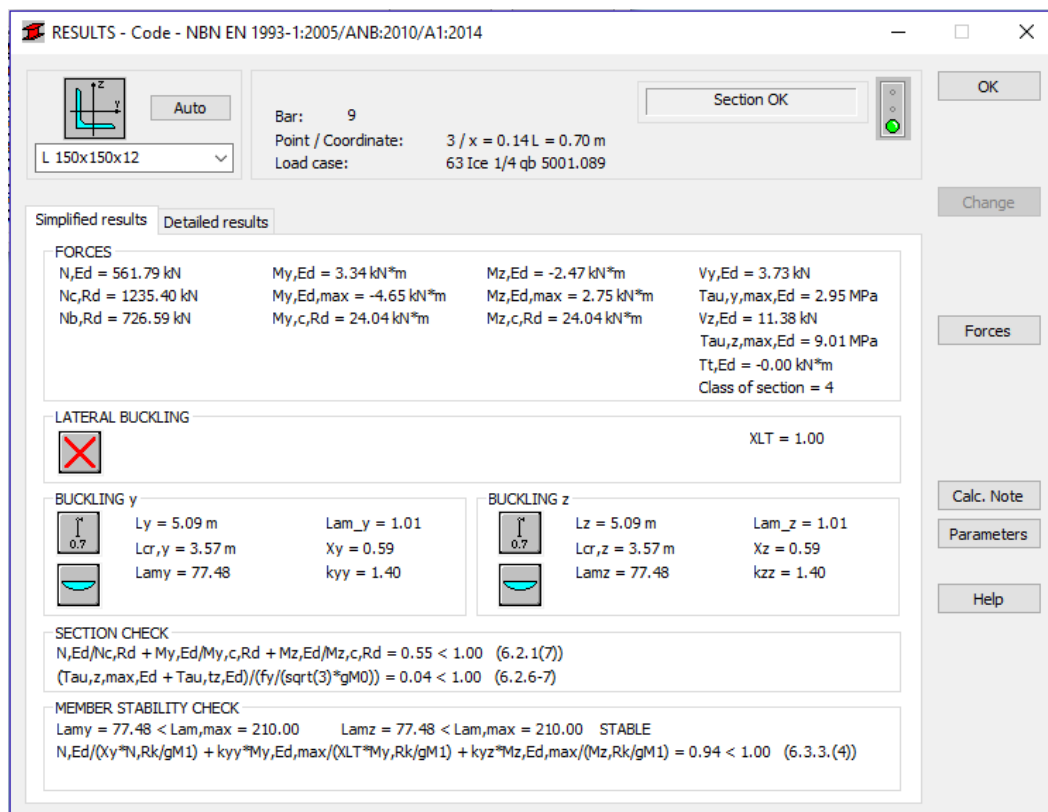 RESULTS - Code - NBN EN 1993-1:2005/ANB:2010/A1:2014
z
y
Auto
L 150x150x12
Bar: 9
Point / Coordinate: 3 / x = 0.14 L = 0.70 m
Load case: 63 Ice 1/4 qb 5001.089
Section OK
OK
Change
Forces
Calc. Note
Parameters
Help
Simplified results Detailed results
FORCES
N,Ed = 561.79 kN My,Ed = 3.34 kN*m Mz,Ed = -2.47 kN*m Vy,Ed = 3.73 kN
Nc,Rd = 1235.40 kN My,Ed,max = -4.65 kN*m Mz,Ed,max = 2.75 kN*m Tau,y,max,Ed = 2.95 MPa
Nb,Rd = 726.59 kN My,c,Rd = 24.04 kN*m Mz,c,Rd = 24.04 kN*m Vz,Ed = 11.38 kN
Tau,z,max,Ed = 9.01 MPa
Tt,Ed = -0.00 kN*m
Class of section = 4
LATERAL BUCKLING
XLT = 1.00
BUCKLING y
0.7
Ly = 5.09 m Lam_y = 1.01
Lcr,y = 3.57 m Xy = 0.59
Lamy = 77.48 kyy = 1.40
BUCKLING z
0.7
Lz = 5.09 m Lam_z = 1.01
Lcr,z = 3.57 m Xz = 0.59
Lamz = 77.48 kzz = 1.40
SECTION CHECK
N,Ed/Nc,Rd + My,Ed/My,c,Rd + Mz,Ed/Mz,c,Rd = 0.55 < 1.00 (6.2.1(7))
(Tau,z,max,Ed + Tau,tz,Ed)/(fy/(sqrt(3)*gM0)) = 0.04 < 1.00 (6.2.6-7)
MEMBER STABILITY CHECK
Lamy = 77.48 < Lam,max = 210.00 Lamz = 77.48 < Lam,max = 210.00 STABLE
N,Ed/(Xy*N,Rk/gM1) + kyy*My,Ed,max/(XLT*My,Rk/gM1) + kyz*Mz,Ed,max/(Mz,Rk/gM1) = 0.94 < 1.00 (6.3.3.(4))